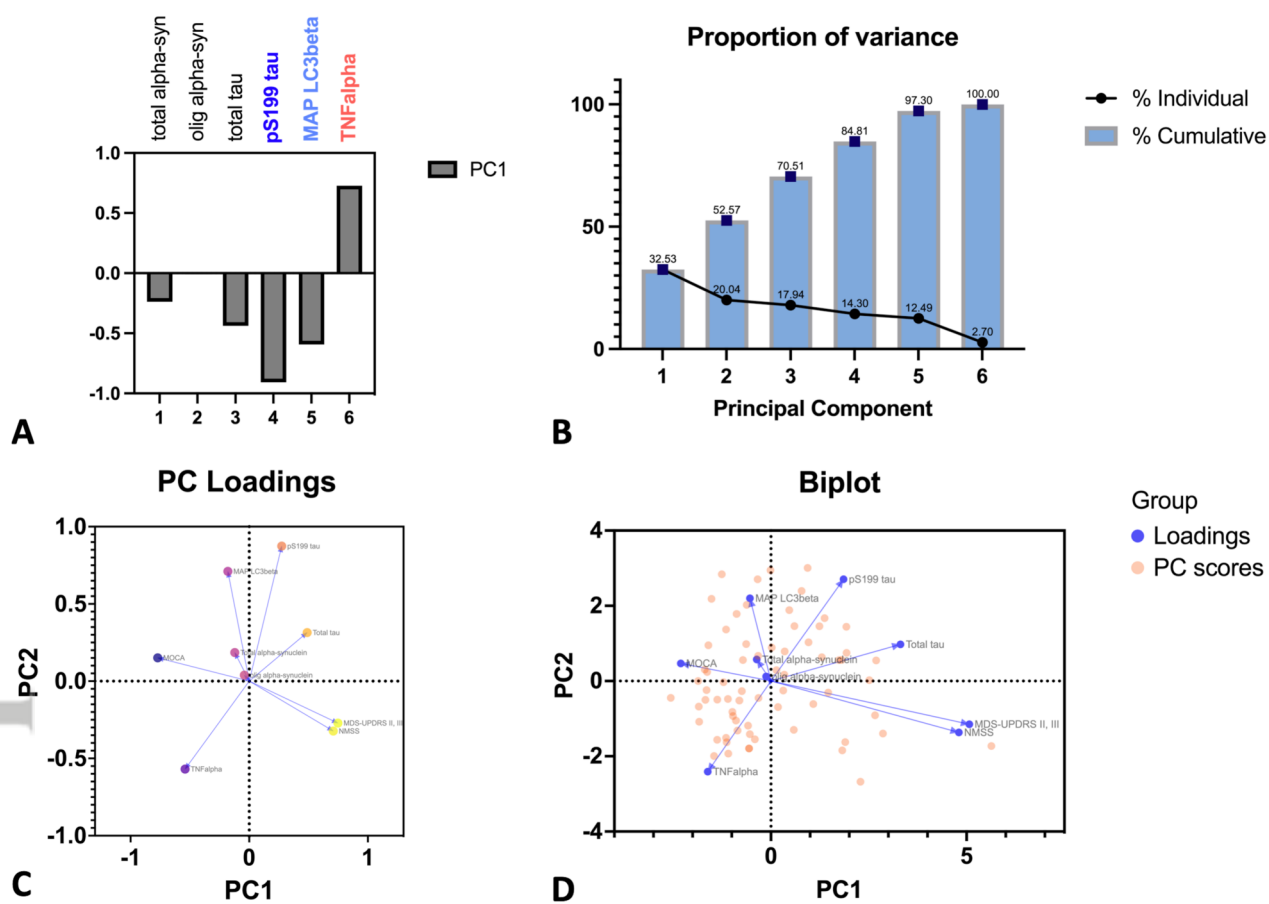 total alpha-syn
olig alpha-syn
total tau
pS199 tau
MAP LC3beta
TNFalpha
1.0
0.5
0.0
-0.5
-1.0
1 2 3 4 5 6
PC1
A
Proportion of variance
100
50
0
32.53
52.57
70.51
84.81
97.30
100.00
20.04
17.94
14.30
12.49
2.70
1 2 3 4 5 6
Principal Component
% Individual
% Cumulative
B
PC Loadings
1.0
0.5
0.0
-0.5
-1.0
PC2
pS199 tau
MAP LC3beta
Total tau
Total alpha-synuclein
MOCA
olig alpha-synuclein
MDS-UPDRS II, III
NMSS
TNFalpha
-1 0 1
PC1
C
Biplot
4
2
0
-2
-4
PC2
pS199 tau
MAP LC3beta
Total tau
Total alpha-synuclein
MOCA
olig alpha-synuclein
MDS-UPDRS II, III
NMSS
TNFalpha
0 5
PC1
Group
Loadings
PC scores
D